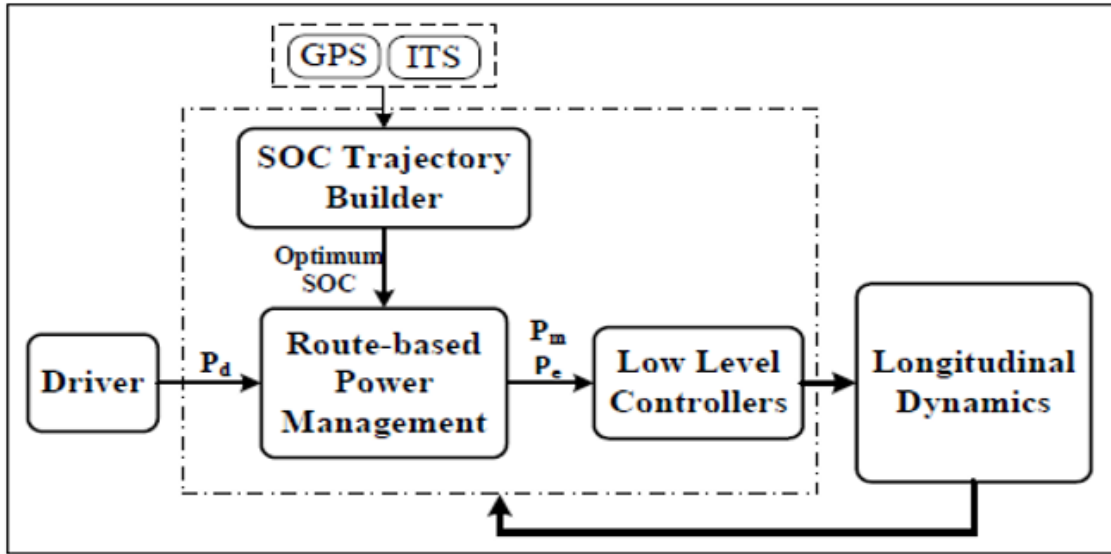 GPS ITS
SOC Trajectory
Builder
Optimum
SOC
Driver
Pd
Route-based
Power
Management
Pm
Pe
Low Level
Controllers
Longitudinal
Dynamics